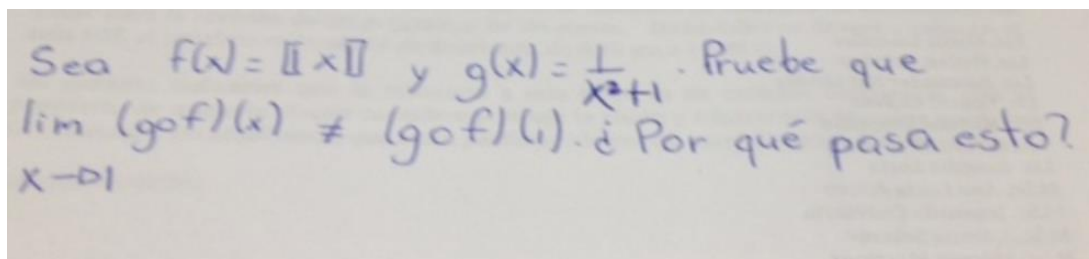 Sea f(x) = ⟦x⟧ y g(x) = 1/(x²+1). Pruebe que
lim (gof)(x) ≠ (gof)(1). ¿Por qué pasa esto?
x→1